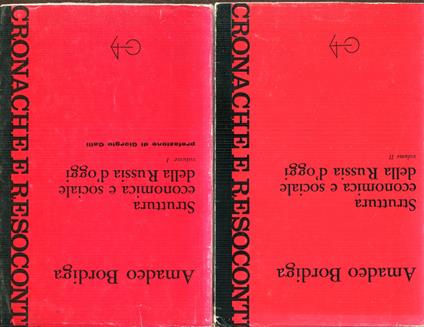 CRONACHE E RESOCONTI
Amadeo Bordiga
Struttura
economica e sociale
della Russia d'oggi
volume I
prefazione di Giorgio Galli
CRONACHE E RESOCONTI
Amadeo Bordiga
Struttura
economica e sociale
della Russia d'oggi
volume II